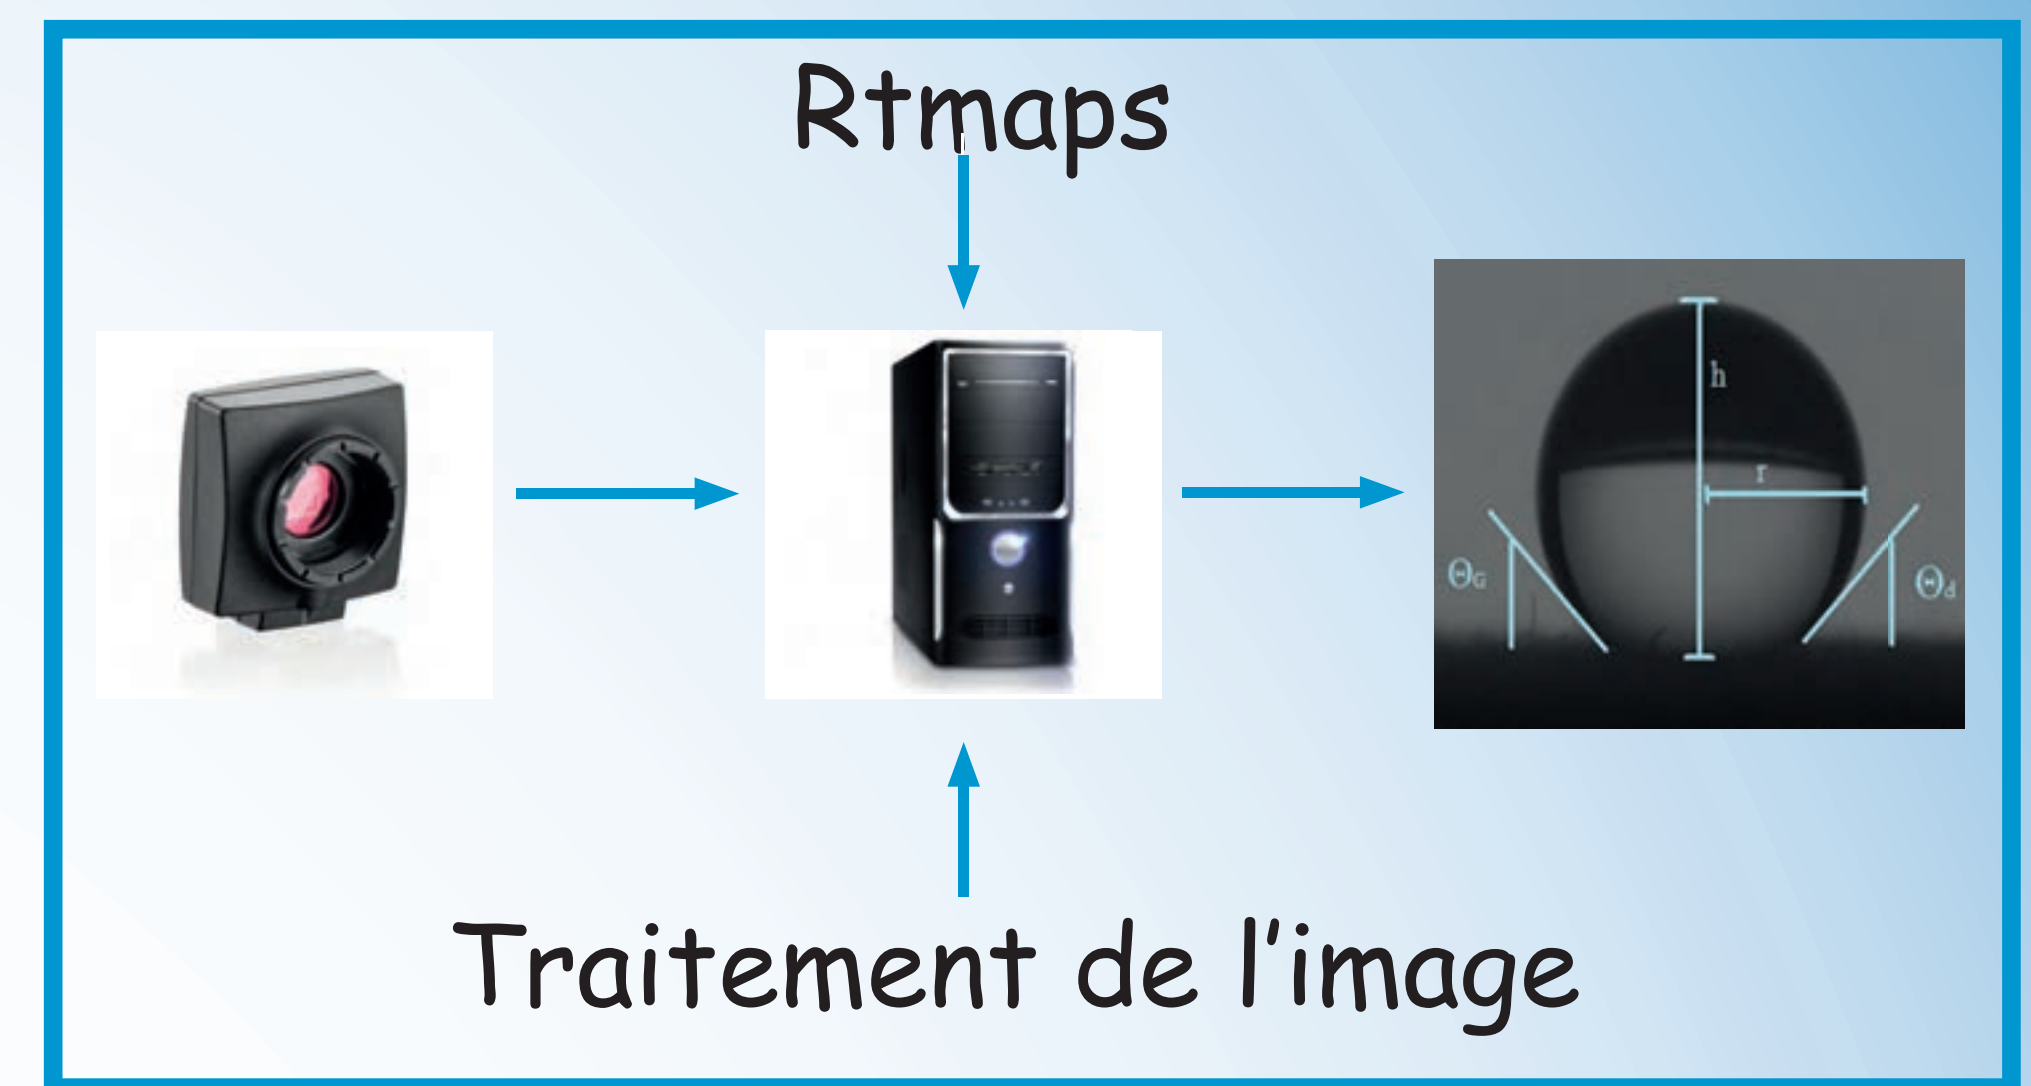 Rtmaps
h
r
ΘG
Θd
Traitement de l’image